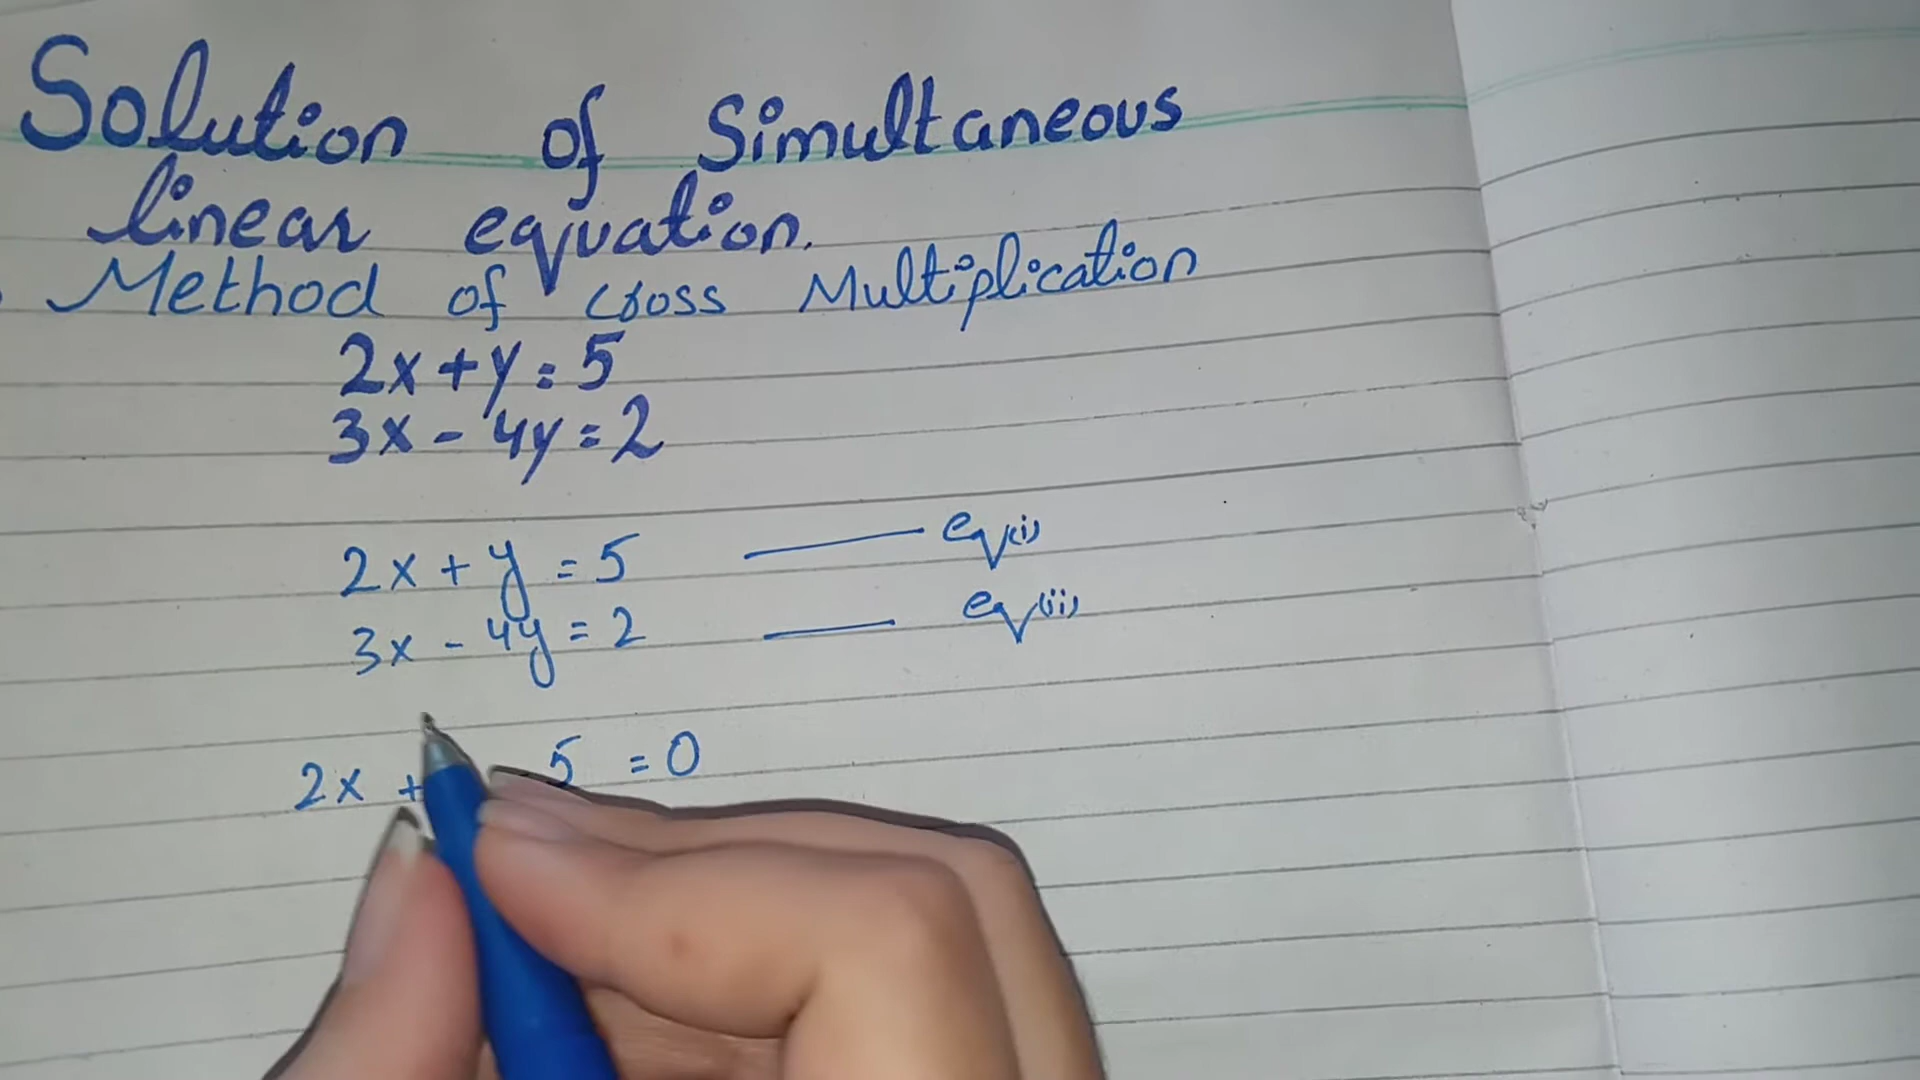 Solution of Simultaneous
linear equation.
Method of cross Multiplication
2x + y = 5
3x - 4y = 2
2x + y = 5 —— eq(i)
3x - 4y = 2 —— eq(ii)
2x + 5 = 0